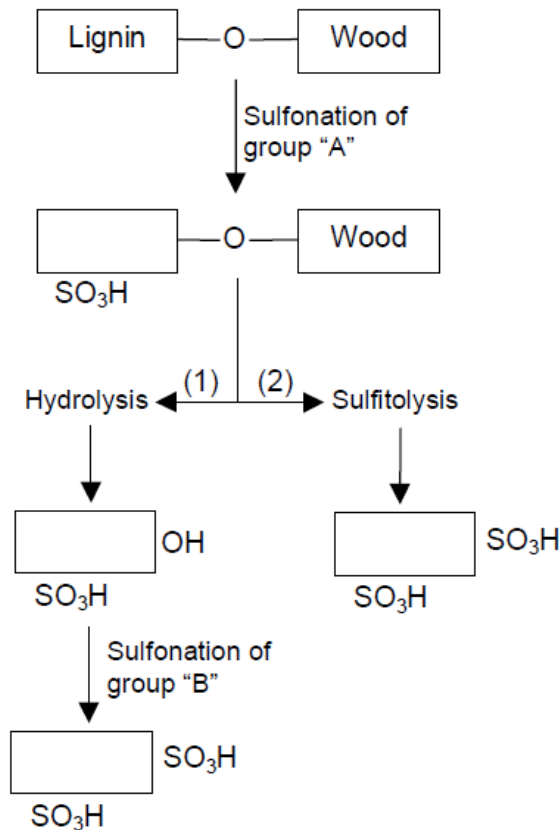 Lignin O Wood
Sulfonation of
group “A”
O Wood
SO₃H
(1) (2)
Hydrolysis Sulfitolysis
OH SO₃H
SO₃H SO₃H
Sulfonation of
group “B”
SO₃H
SO₃H